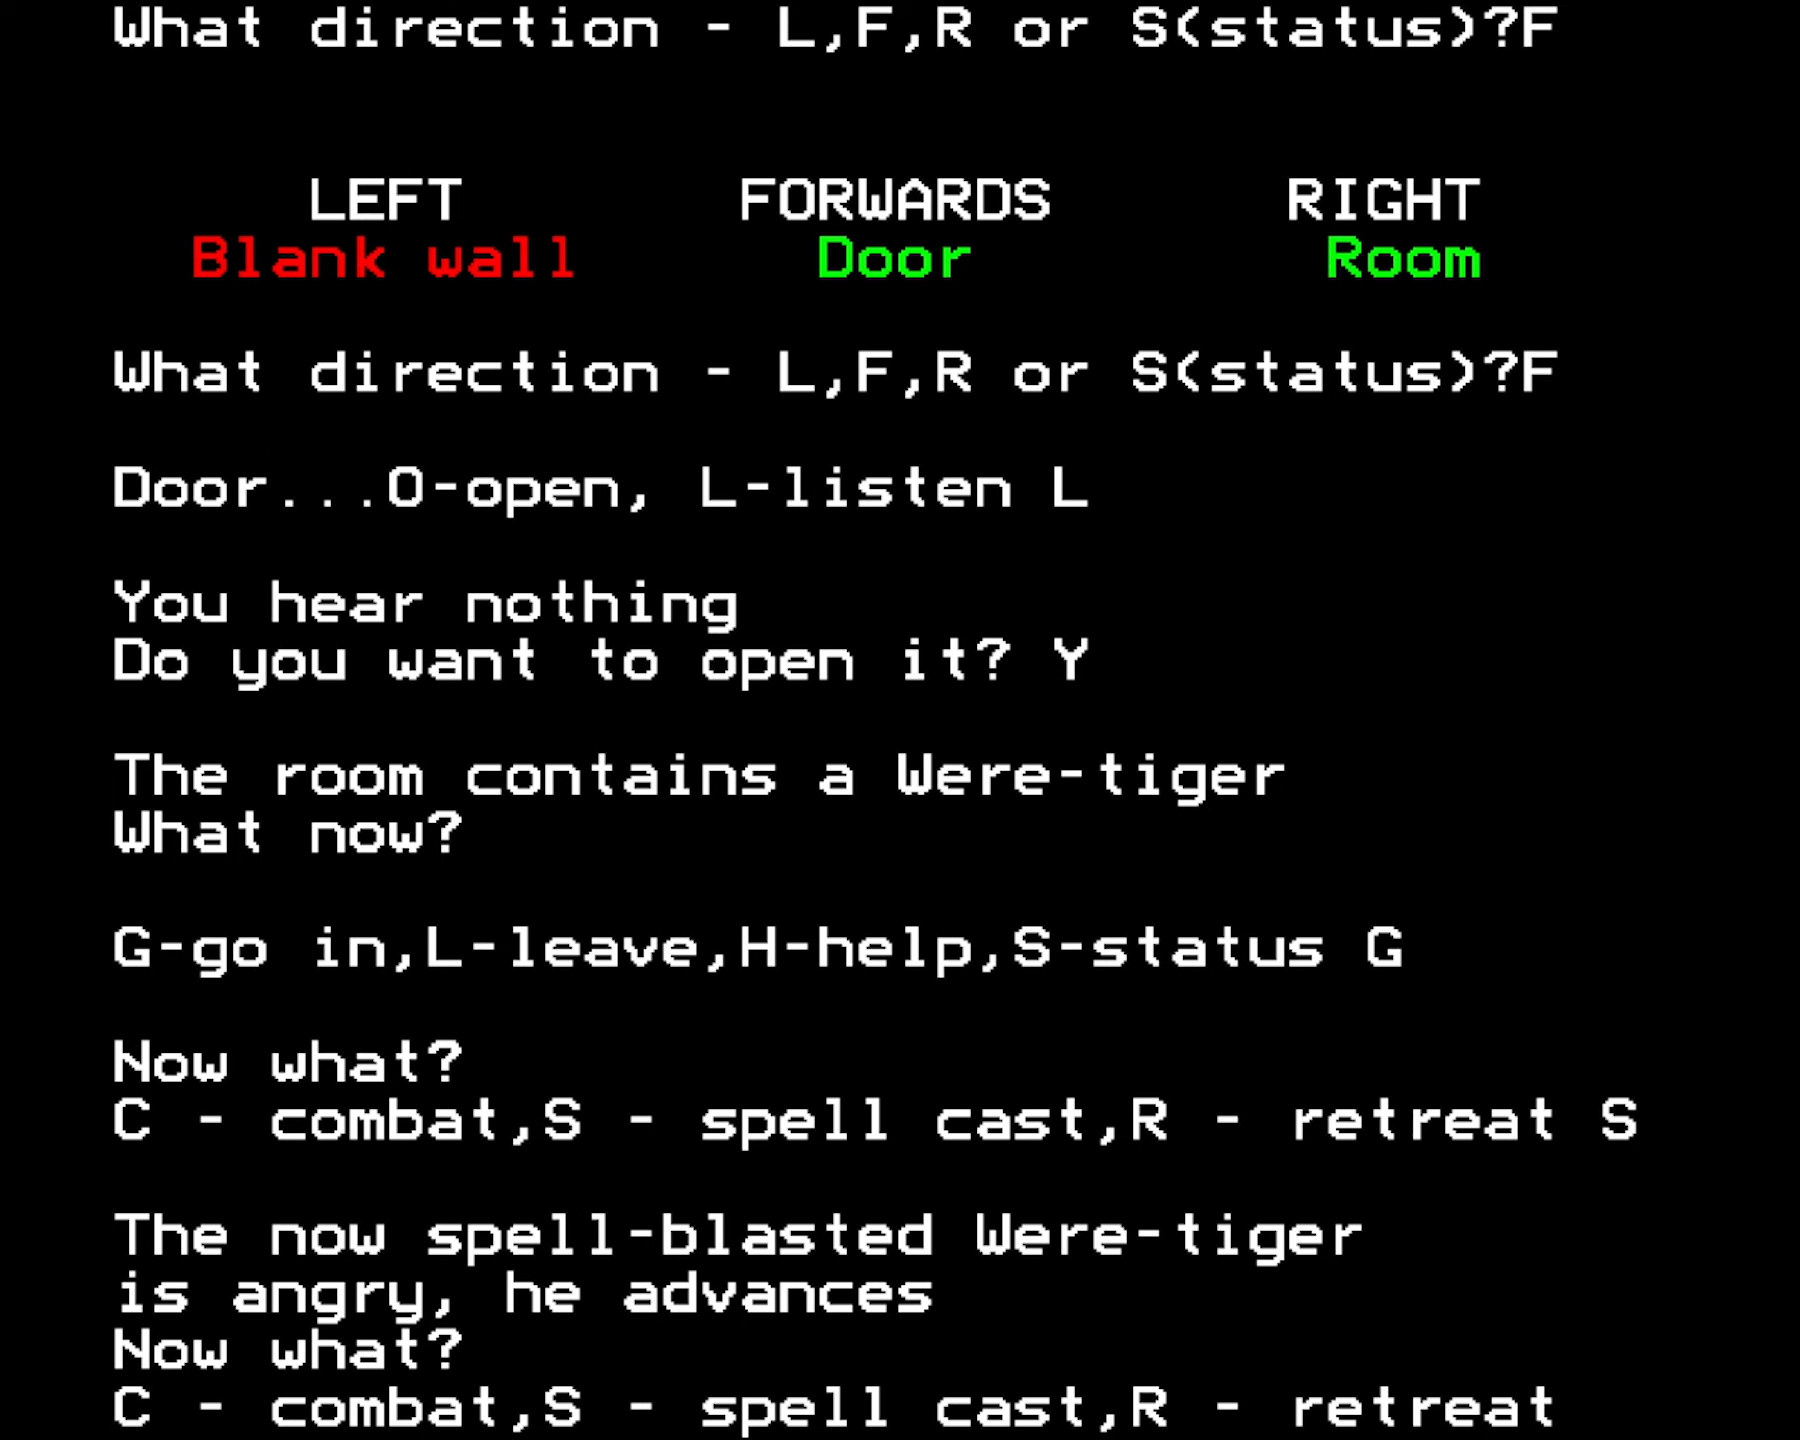 What direction - L,F,R or S(status)?F
LEFT FORWARDS RIGHT
Blank wall Door Room
What direction - L,F,R or S(status)?F
Door...O-open, L-listen L
You hear nothing
Do you want to open it? Y
The room contains a Were-tiger
What now?
G-go in,L-leave,H-help,S-status G
Now what?
C - combat,S - spell cast,R - retreat S
The now spell-blasted Were-tiger
is angry, he advances
Now what?
C - combat,S - spell cast,R - retreat